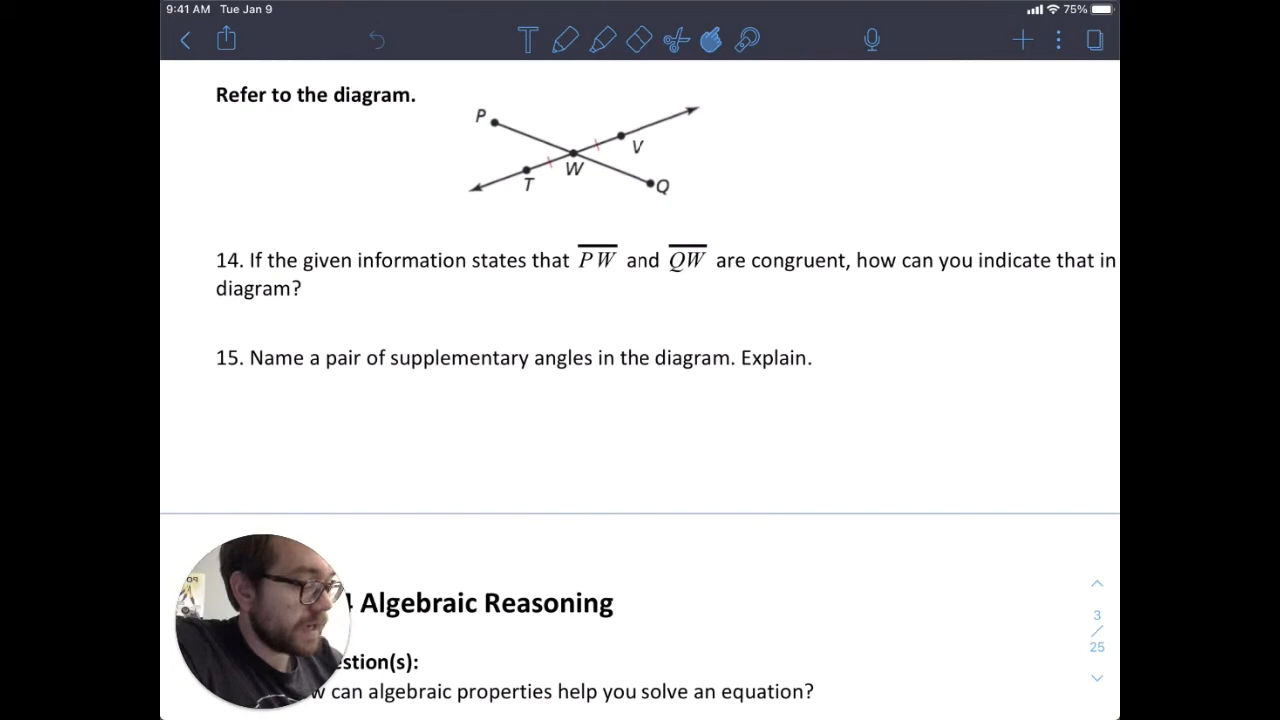 9:41 AM Tue Jan 9
75%
T
Refer to the diagram.
P
V
W
T
Q
14. If the given information states that PW and QW are congruent, how can you indicate that in
diagram?
15. Name a pair of supplementary angles in the diagram. Explain.
Algebraic Reasoning
estion(s):
can algebraic properties help you solve an equation?
3
/
25